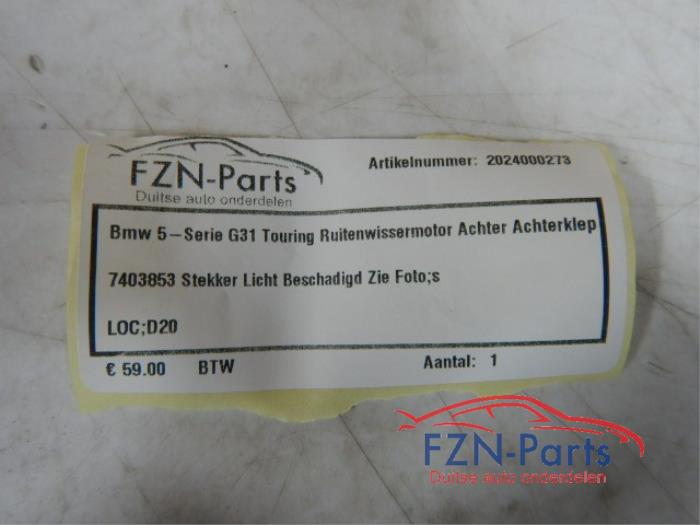 FZN-Parts
Duitse auto onderdelen
Artikelnummer: 2024000273
Bmw 5-Serie G31 Touring Ruitenwissermotor Achter Achterklep
7403853 Stekker Licht Beschadigd Zie Foto;s
LOC;D20
€ 59.00 BTW Aantal: 1
FZN-Parts
Duitse auto onderdelen